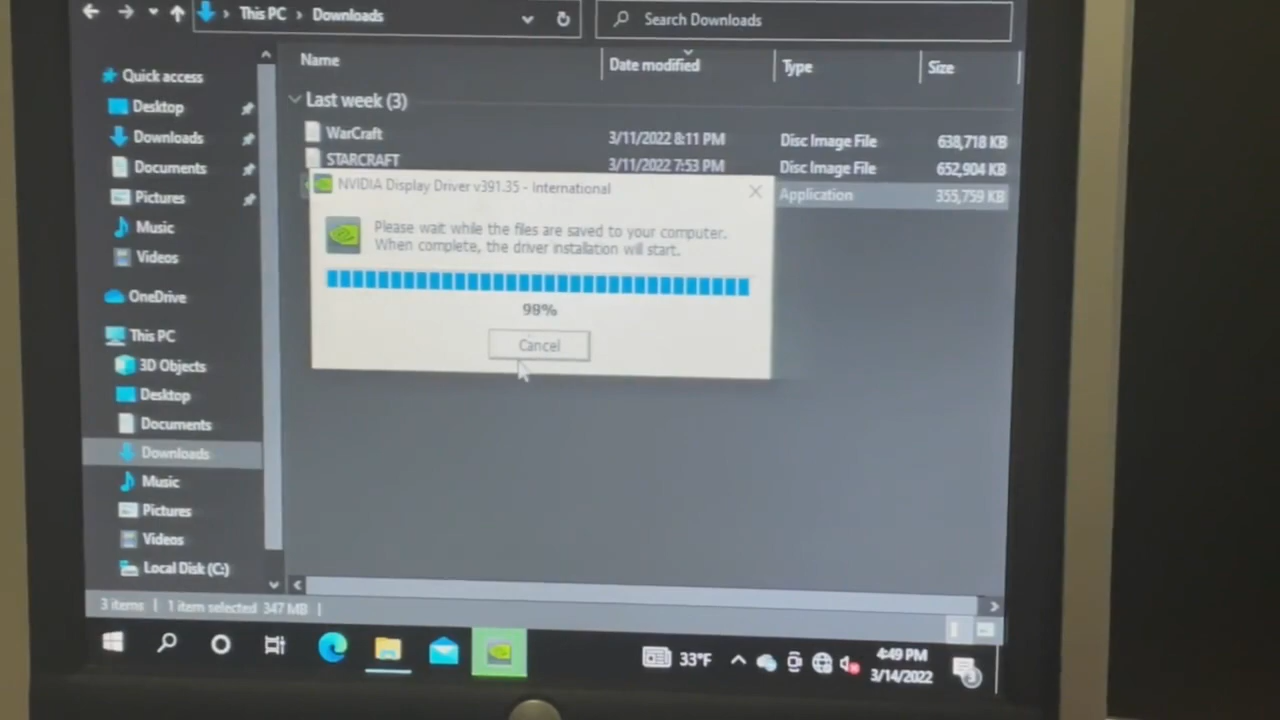 This PC > Downloads
Search Downloads
Name Date modified Type Size
Quick access
Last week (3)
Desktop
WarCraft 3/11/2022 8:11 PM Disc Image File 638,718 KB
Downloads
STARCRAFT 3/11/2022 7:53 PM Disc Image File 652,904 KB
Documents
NVIDIA Display Driver v391.35 - International
Application 355,759 KB
Pictures
Please wait while the files are saved to your computer.
When complete, the driver installation will start.
Music
Videos
OneDrive
98%
This PC
Cancel
3D Objects
Desktop
Documents
Downloads
Music
Pictures
Videos
Local Disk (C:)
3 items | 1 item selected 347 MB |
33°F
4:49 PM
3/14/2022
3